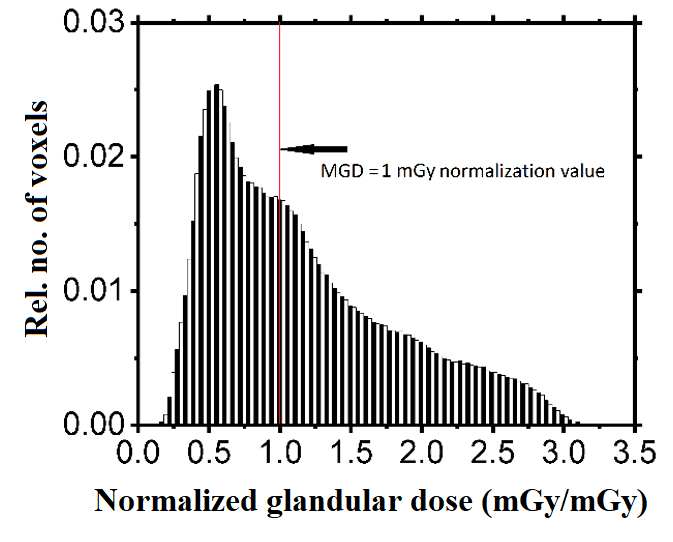 0.03
0.02
0.01
0.00
Rel. no. of voxels
MGD =1 mGy normalization value
0.0 0.5 1.0 1.5 2.0 2.5 3.0 3.5
Normalized glandular dose (mGy/mGy)